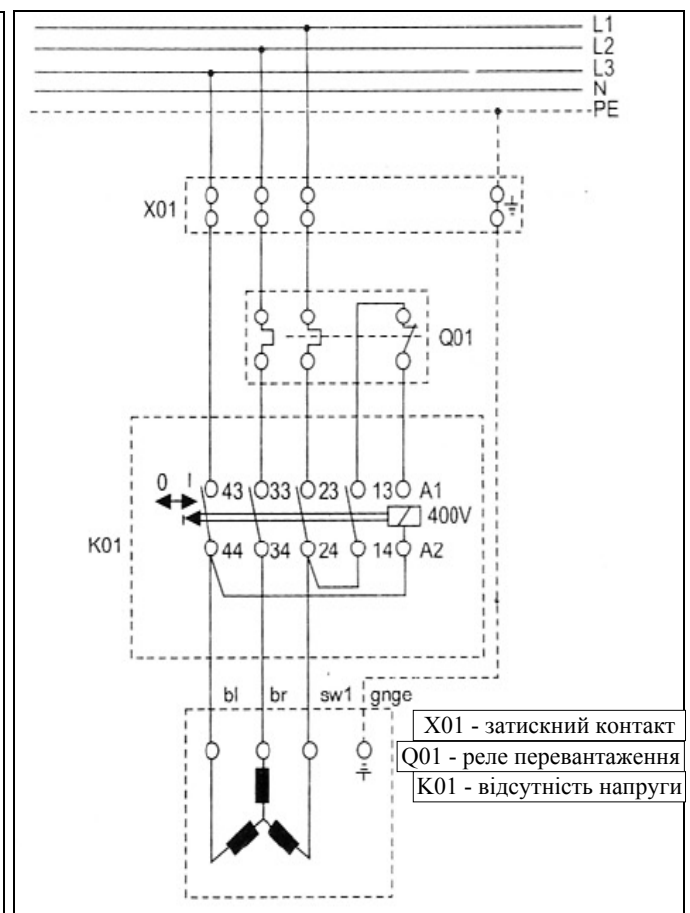 L1
L2
L3
N
PE
X01
Q01
0 I
43 33 23 13 A1
400V
K01
44 34 24 14 A2
bl br sw1 gnge
X01 - затискний контакт
Q01 - реле перевантаження
K01 - відсутність напруги